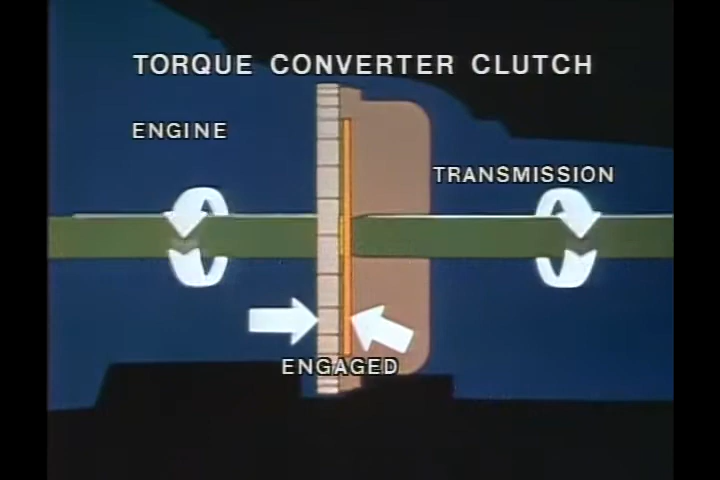 TORQUE CONVERTER CLUTCH
ENGINE
TRANSMISSION
ENGAGED